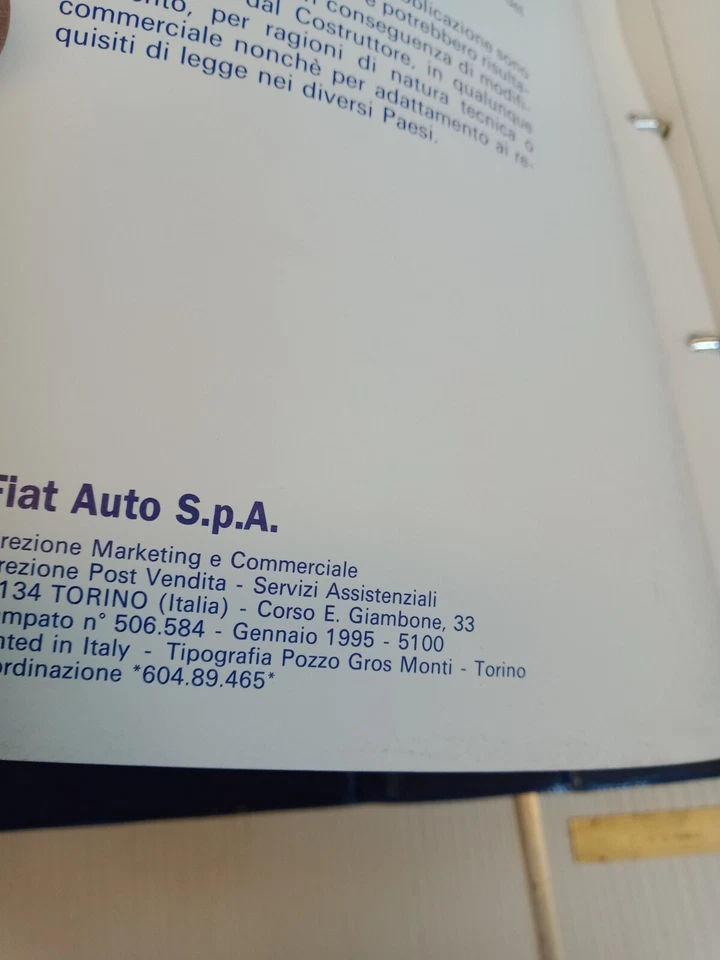 blicazione sono
potrebbero risulta-
conseguenza di modifi-
dal Costruttore, in qualunque
per ragioni di natura tecnica o
commerciale nonchè per adattamento ai re-
quisiti di legge nei diversi Paesi.
Fiat Auto S.p.A.
rezione Marketing e Commerciale
rezione Post Vendita - Servizi Assistenziali
134 TORINO (Italia) - Corso E. Giambone, 33
mpato n° 506.584 - Gennaio 1995 - 5100
nted in Italy - Tipografia Pozzo Gros Monti - Torino
ordinazione *604.89.465*